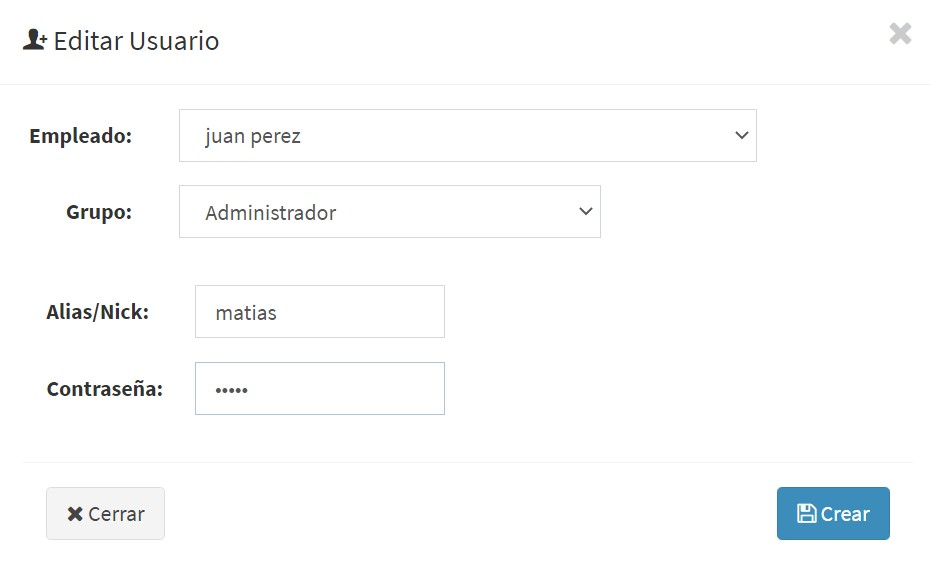 Editar Usuario
Empleado: juan perez
Grupo: Administrador
Alias/Nick: matias
Contraseña: •••••
Cerrar Crear